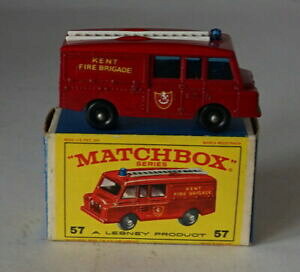 KENT
FIRE BRIGADE
"MATCHBOX"
SERIES
KENT
FIRE BRIGADE
57
A LESNEY PRODUCT
57